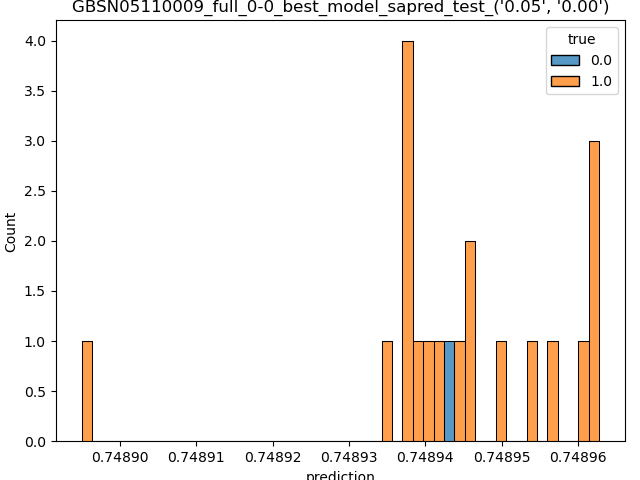 GBSN05110009_full_0-0_best_model_sapred_test_('0.05', '0.00')
4.0
3.5
3.0
2.5
2.0
1.5
1.0
0.5
0.0
Count
true
0.0
1.0
0.74890 0.74891 0.74892 0.74893 0.74894 0.74895 0.74896
prediction